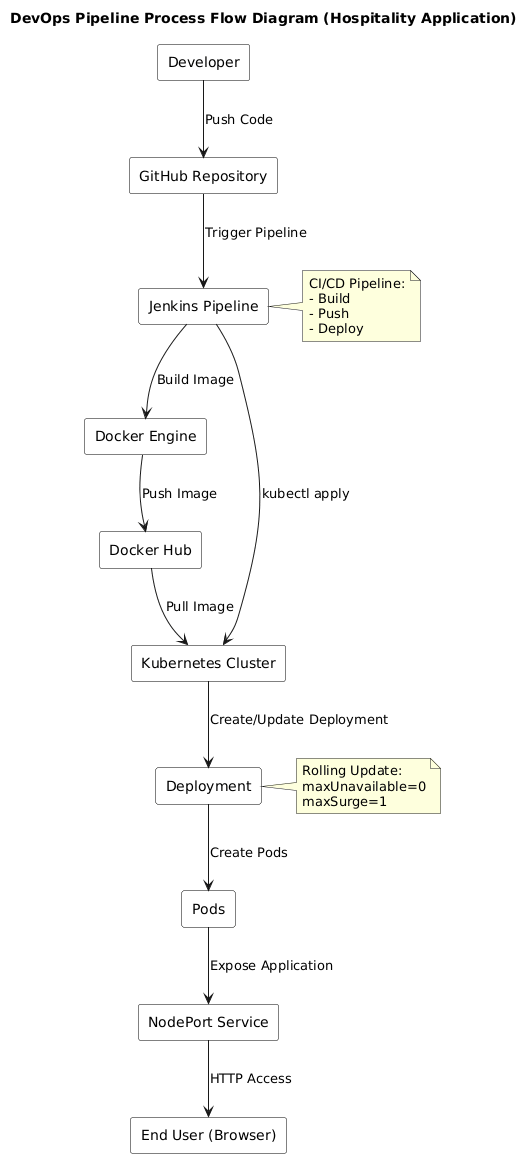 DevOps Pipeline Process Flow Diagram (Hospitality Application)
Developer
Push Code
GitHub Repository
Trigger Pipeline
Jenkins Pipeline
CI/CD Pipeline:
- Build
- Push
- Deploy
Build Image
Docker Engine
Push Image
kubectl apply
Docker Hub
Pull Image
Kubernetes Cluster
Create/Update Deployment
Deployment
Rolling Update:
maxUnavailable=0
maxSurge=1
Create Pods
Pods
Expose Application
NodePort Service
HTTP Access
End User (Browser)